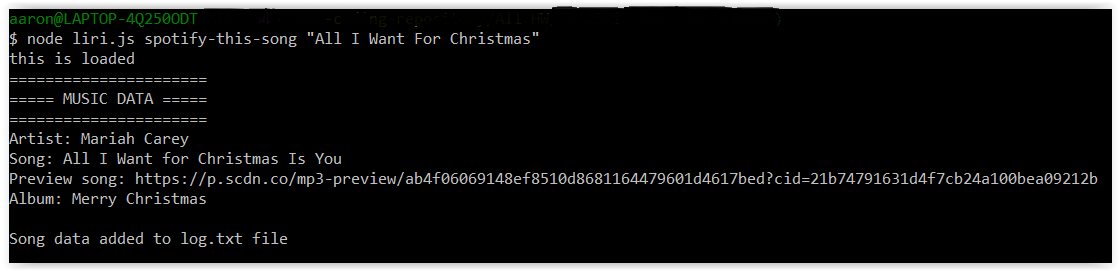 aaron@LAPTOP-4Q250ODT
$ node liri.js spotify-this-song "All I Want For Christmas"
this is loaded
======================
===== MUSIC DATA =====
======================
Artist: Mariah Carey
Song: All I Want for Christmas Is You
Preview song: https://p.scdn.co/mp3-preview/ab4f06069148ef8510d8681164479601d4617bed?cid=21b74791631d4f7cb24a100bea09212b
Album: Merry Christmas
Song data added to log.txt file